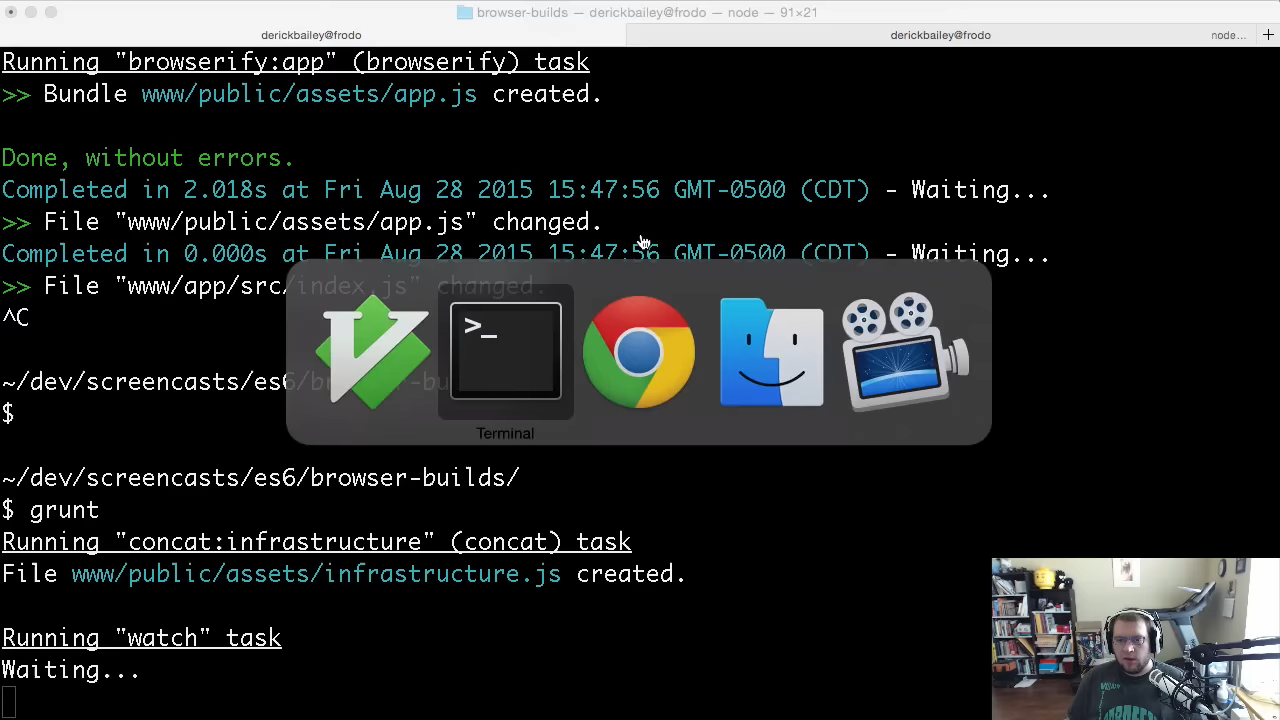 browser-builds — derickbailey@frodo — node — 91×21
derickbailey@frodo
derickbailey@frodo
node...
Running "browserify:app" (browserify) task
>> Bundle www/public/assets/app.js created.
Done, without errors.
Completed in 2.018s at Fri Aug 28 2015 15:47:56 GMT-0500 (CDT) - Waiting...
>> File "www/public/assets/app.js" changed.
Completed in 0.000s at Fri Aug 28 2015 15:47:56 GMT-0500 (CDT) - Waiting...
>> File "www/app/src/index.js" changed.
^C
~/dev/screencasts/es6/browser-bu
$
>_
Terminal
~/dev/screencasts/es6/browser-builds/
$ grunt
Running "concat:infrastructure" (concat) task
File www/public/assets/infrastructure.js created.
Running "watch" task
Waiting...